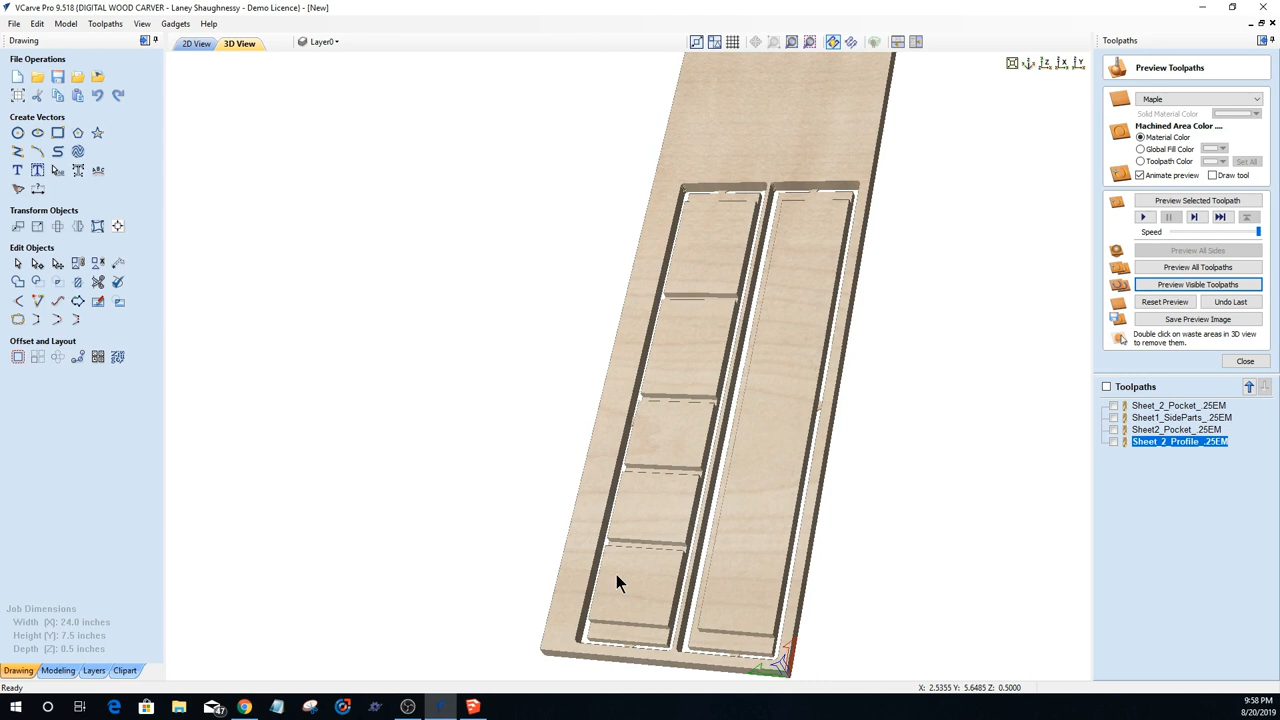 VCarve Pro 9.518 {DIGITAL WOOD CARVER - Laney Shaughnessy - Demo Licence} - [New]
File Edit Model Toolpaths View Gadgets Help
Drawing
2D View 3D View Layer0
Toolpaths
File Operations
Create Vectors
Transform Objects
Edit Objects
Offset and Layout
Job Dimensions
Width (X): 24.0 inches
Height (Y): 7.5 inches
Depth (Z): 0.5 inches
Drawing Modeling Layers Clipart
Ready
Preview Toolpaths
Maple
Solid Material Color
Machined Area Color ....
Material Color
Global Fill Color
Toolpath Color Set All
Animate preview Draw tool
Preview Selected Toolpath
Speed
Preview All Sides
Preview All Toolpaths
Preview Visible Toolpaths
Reset Preview Undo Last
Save Preview Image
Double click on waste areas in 3D view
to remove them.
Close
Toolpaths
Sheet_2_Pocket_.25EM
Sheet1_SideParts_.25EM
Sheet2_Pocket_.25EM
Sheet_2_Profile_.25EM
X: 2.5355 Y: 5.6485 Z: 0.5000
47
9:58 PM
8/20/2019